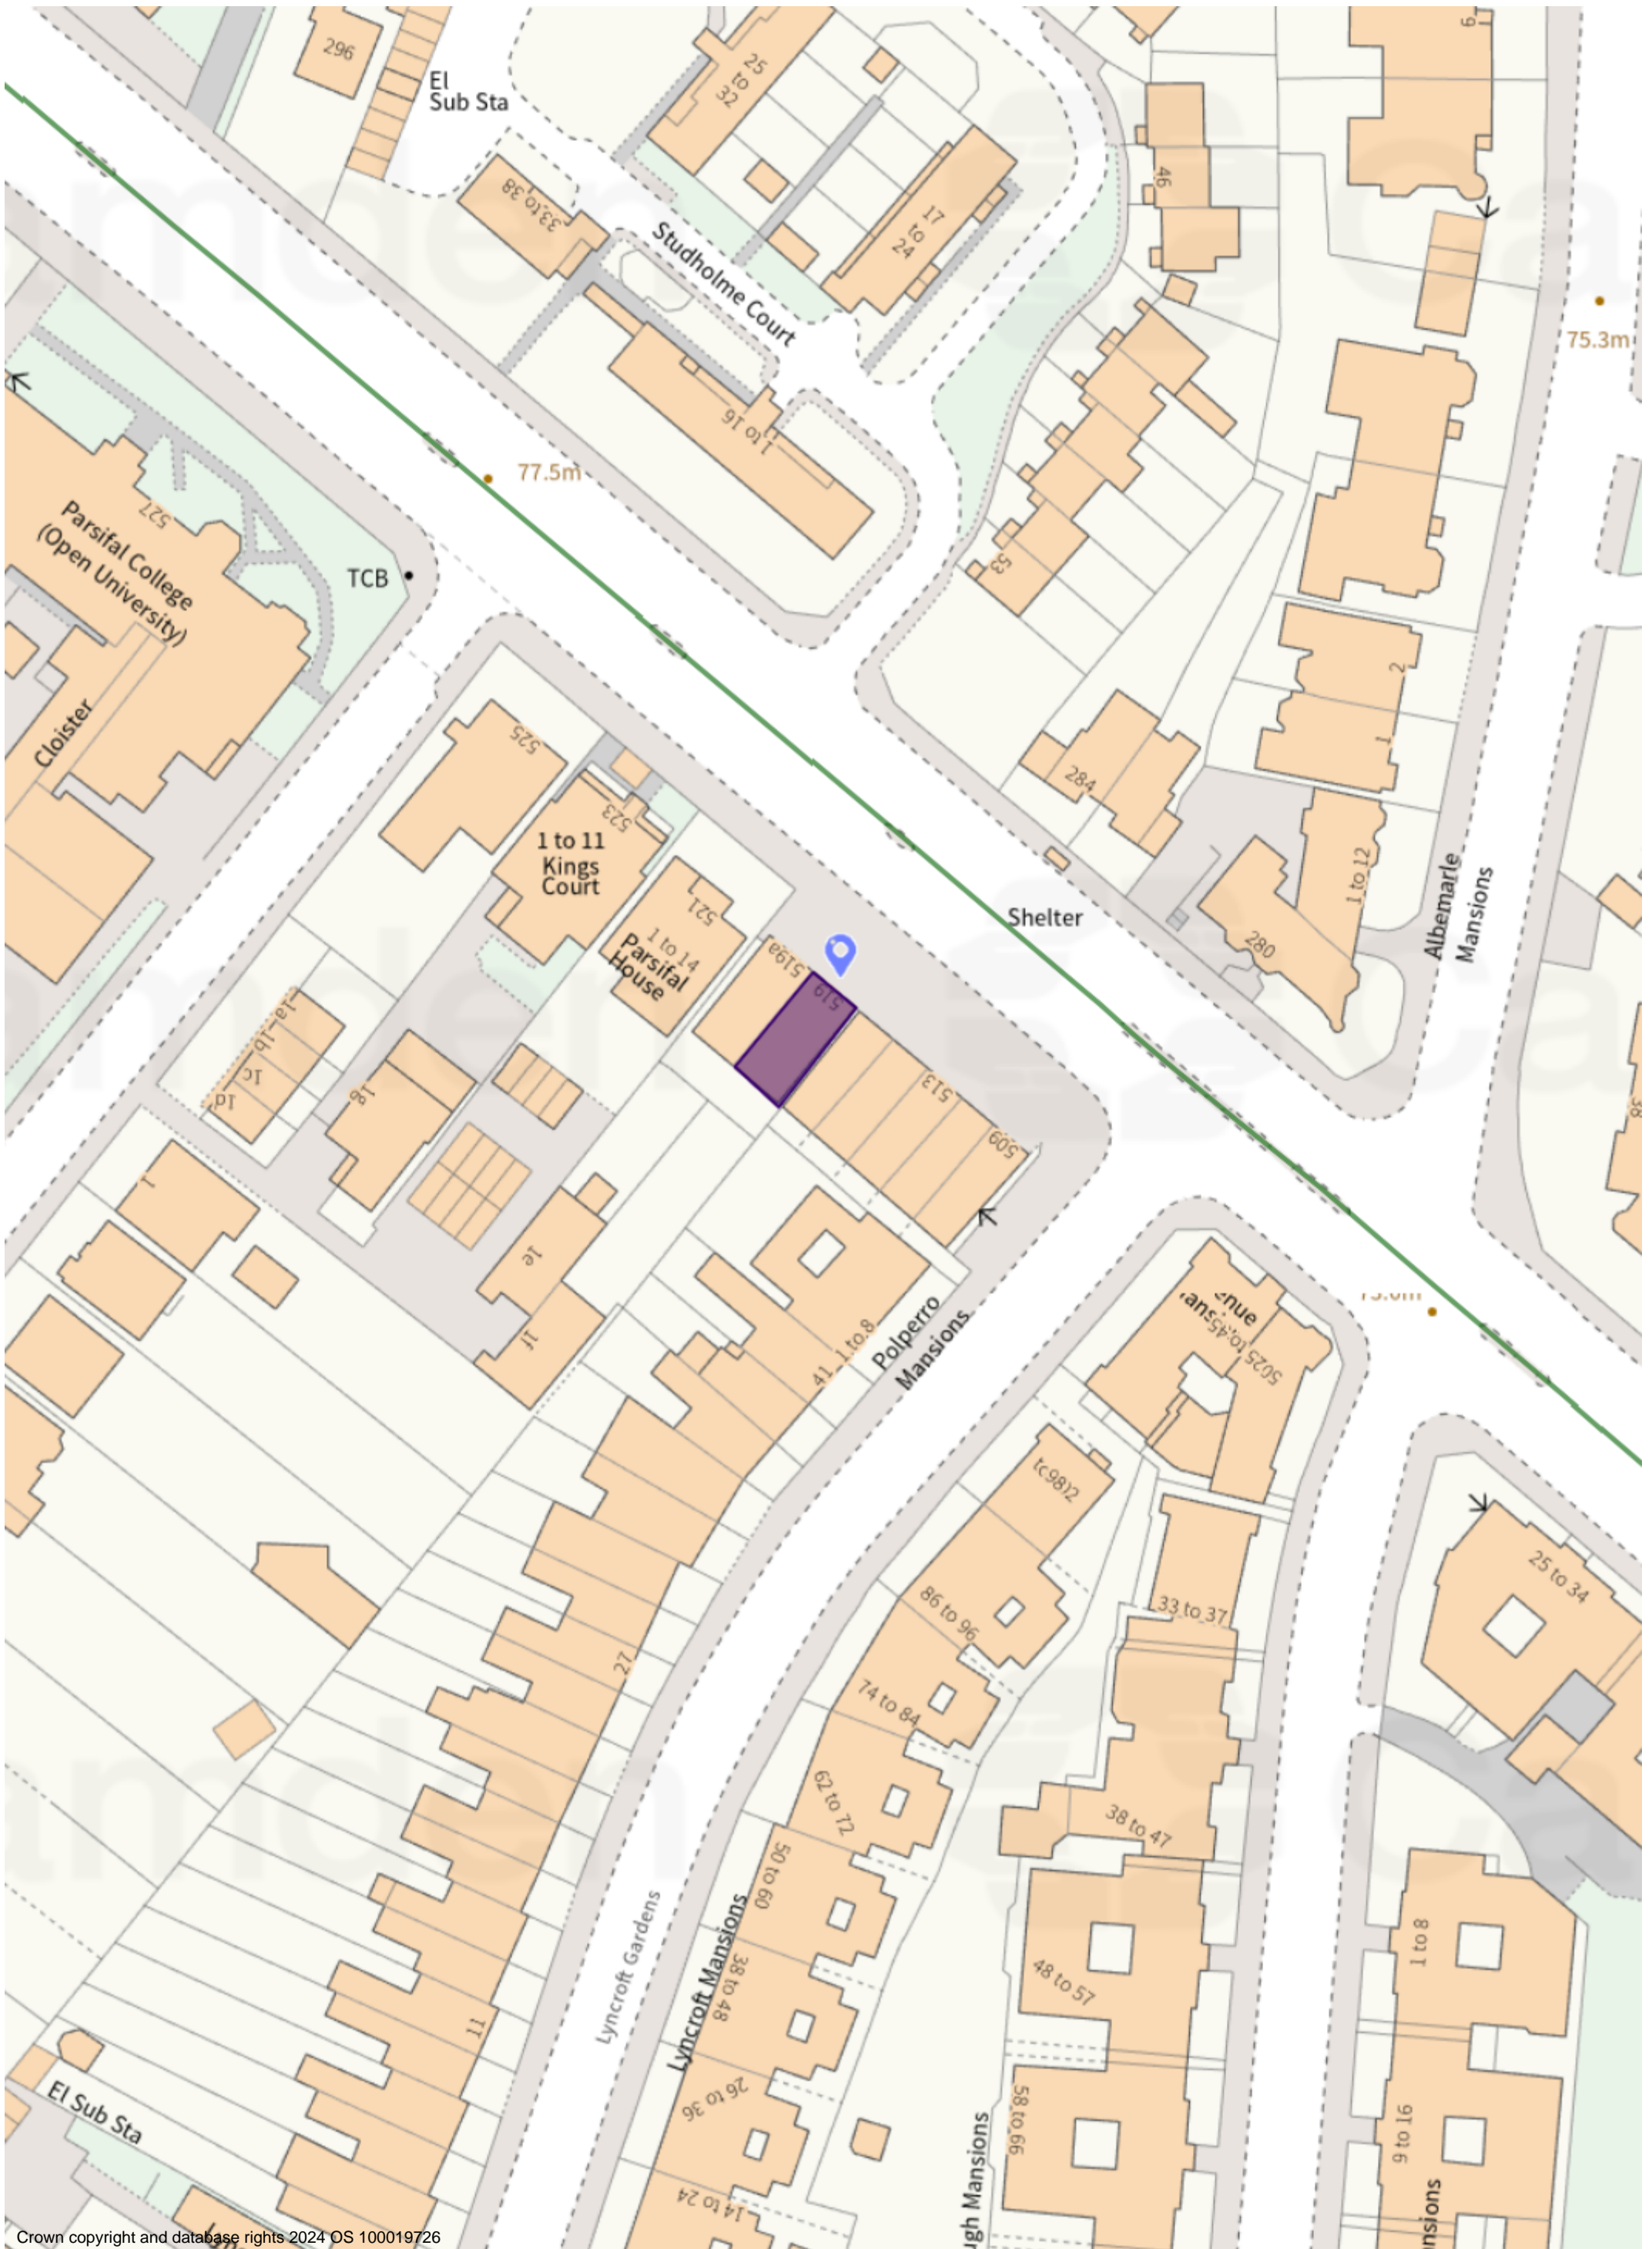 296
El
Sub Sta
25
to
32
9
33 to 38
17
to
24
46
Studholme Court
75.3m
1 to 16
77.5m
527
Parsifal College
(Open University)
TCB
53
2
1
Cloister
525
523
284
1 to 11
Kings
Court
521
1 to 14
Parsifal
House
Shelter
1 to 12
Albemarle
Mansions
280
519a
519
513
509
1a
1b
1c
1d
1
1e
1f
41
1 to 8
Polperro
Mansions
25 to 34
86 to 96
33 to 37
27
74 to 84
62 to 72
38 to 47
50 to 60
Lyncroft Gardens
Lyncroft Mansions
38 to 48
48 to 57
1 to 8
11
26 to 36
El Sub Sta
58 to 66
9 to 16
14 to 24
Camden
Crown copyright and database rights 2024 OS 100019726